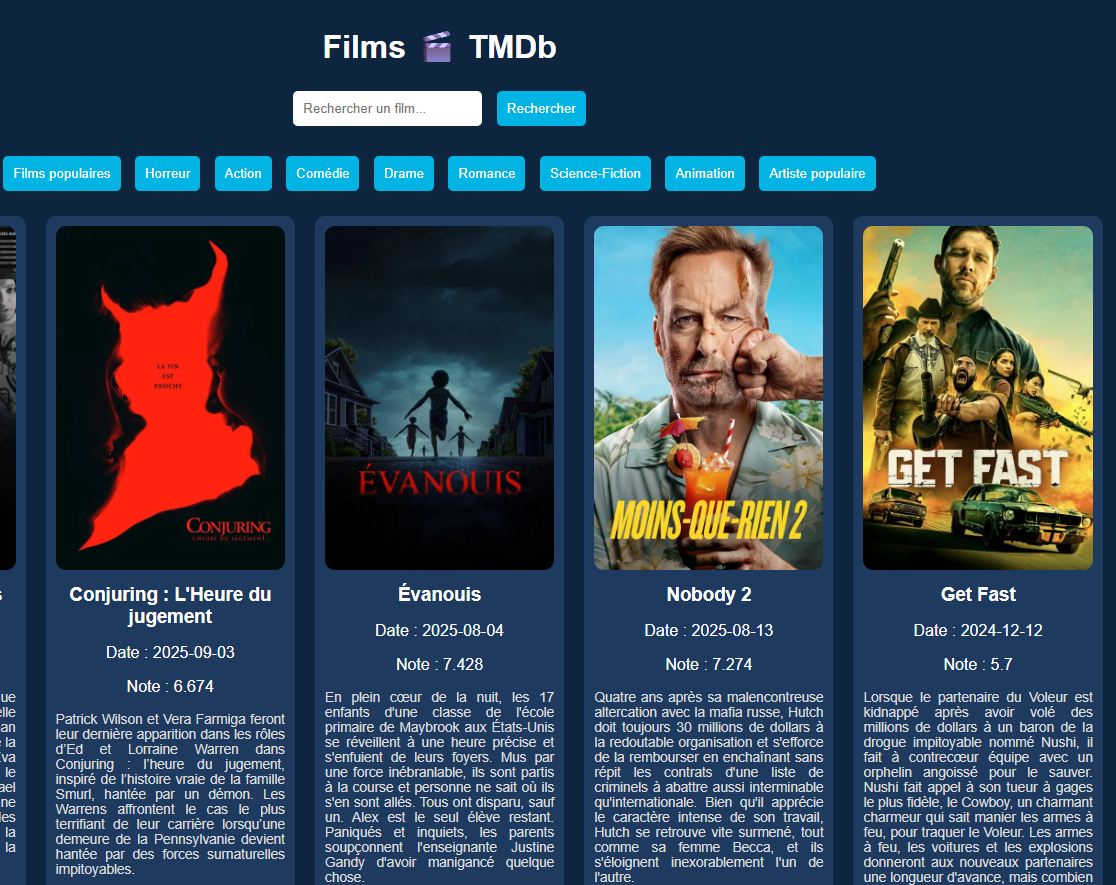 Films 🎬 TMDb
Rechercher un film...
Rechercher
Films populaires
Horreur
Action
Comédie
Drame
Romance
Science-Fiction
Animation
Artiste populaire
s
ue
elle
an
la
Eva
le
ael
ne
les
la
la
LA FIN
EST
PROCHE
CONJURING
L'HEURE DU JUGEMENT
Conjuring : L'Heure du
jugement
Date : 2025-09-03
Note : 6.674
Patrick Wilson et Vera Farmiga feront
leur dernière apparition dans les rôles
d'Ed et Lorraine Warren dans
Conjuring : l'heure du jugement,
inspiré de l'histoire vraie de la famille
Smurl, hantée par un démon. Les
Warrens affrontent le cas le plus
terrifiant de leur carrière lorsqu'une
demeure de la Pennsylvanie devient
hantée par des forces surnaturelles
impitoyables.
ÉVANOUIS
Évanouis
Date : 2025-08-04
Note : 7.428
En plein cœur de la nuit, les 17
enfants d'une classe de l'école
primaire de Maybrook aux États-Unis
se réveillent à une heure précise et
s'enfuient de leurs foyers. Mus par
une force inébranlable, ils sont partis
à la course et personne ne sait où ils
s'en sont allés. Tous ont disparu, sauf
un. Alex est le seul élève restant.
Paniqués et inquiets, les parents
soupçonnent l'enseignante Justine
Gandy d'avoir manigancé quelque
chose.
MOINS-QUE-RIEN 2
Nobody 2
Date : 2025-08-13
Note : 7.274
Quatre ans après sa malencontreuse
altercation avec la mafia russe, Hutch
doit toujours 30 millions de dollars à
la redoutable organisation et s'efforce
de la rembourser en enchaînant sans
répit les contrats d'une liste de
criminels à abattre aussi interminable
qu'internationale. Bien qu'il apprécie
le caractère intense de son travail,
Hutch se retrouve vite surmené, tout
comme sa femme Becca, et ils
s'éloignent inexorablement l'un de
l'autre.
GET FAST
Get Fast
Date : 2024-12-12
Note : 5.7
Lorsque le partenaire du Voleur est
kidnappé après avoir volé des
millions de dollars à un baron de la
drogue impitoyable nommé Nushi, il
fait à contrecœur équipe avec un
orphelin angoissé pour le sauver.
Nushi fait appel à son tueur à gages
le plus fidèle, le Cowboy, un charmant
charmeur qui sait manier les armes à
feu, pour traquer le Voleur. Les armes
à feu, les voitures et les explosions
donneront aux nouveaux partenaires
une longueur d'avance, mais combien